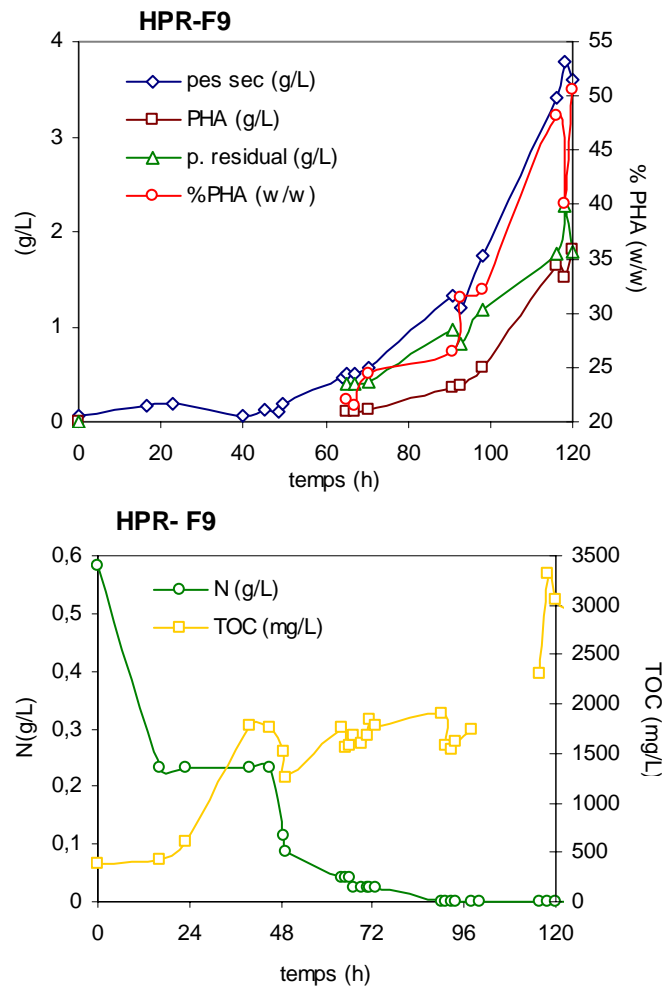 HPR-F9
4
3
2
1
0
(g/L)
55
50
45
40
35
30
25
20
% PHA (w/w)
pes sec (g/L)
PHA (g/L)
p. residual (g/L)
%PHA (w/w)
0 20 40 60 80 100 120
temps (h)
HPR- F9
0,6
0,5
0,4
0,3
0,2
0,1
0
N(g/L)
3500
3000
2500
2000
1500
1000
500
0
TOC (mg/L)
N (g/L)
TOC (mg/L)
0 24 48 72 96 120
temps (h)